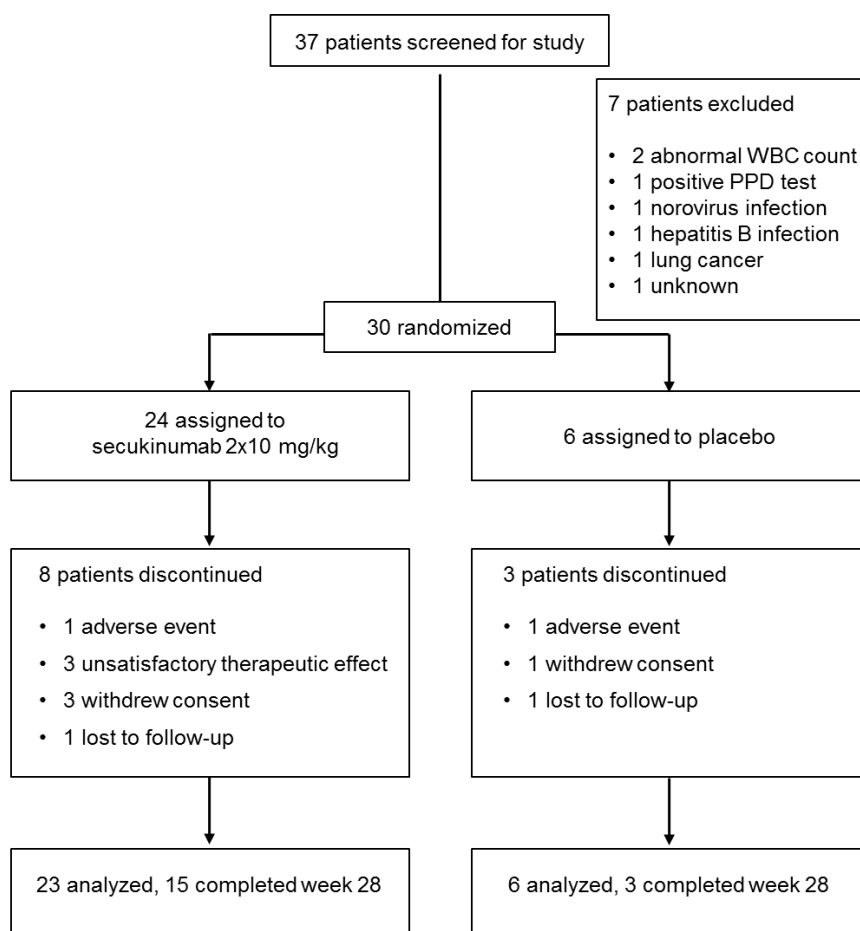 37 patients screened for study
7 patients excluded
• 2 abnormal WBC count
• 1 positive PPD test
• 1 norovirus infection
• 1 hepatitis B infection
• 1 lung cancer
• 1 unknown
30 randomized
24 assigned to
secukinumab 2x10 mg/kg
6 assigned to placebo
8 patients discontinued
• 1 adverse event
• 3 unsatisfactory therapeutic effect
• 3 withdrew consent
• 1 lost to follow-up
3 patients discontinued
• 1 adverse event
• 1 withdrew consent
• 1 lost to follow-up
23 analyzed, 15 completed week 28
6 analyzed, 3 completed week 28